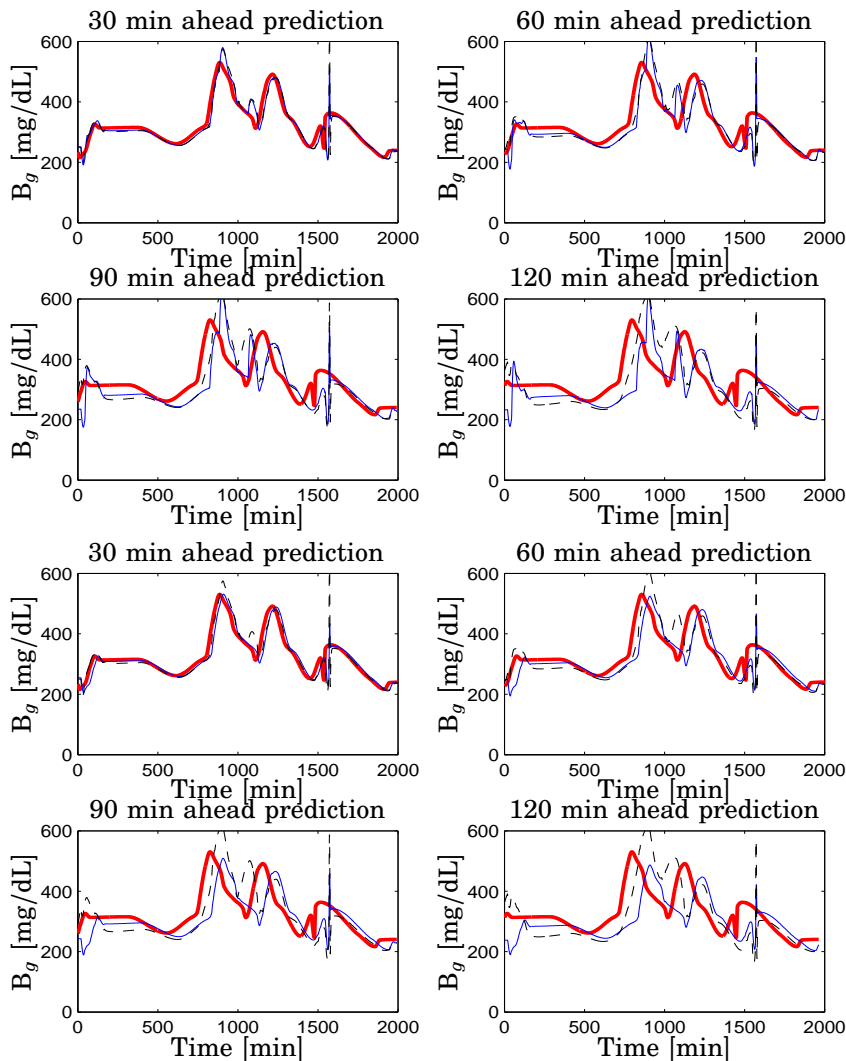 30 min ahead prediction
60 min ahead prediction
600
400
200
0
B_g [mg/dL]
0 500 1000 1500 2000
Time [min]
600
400
200
0
B_g [mg/dL]
0 500 1000 1500 2000
Time [min]
90 min ahead prediction
120 min ahead prediction
600
400
200
0
B_g [mg/dL]
0 500 1000 1500 2000
Time [min]
600
400
200
0
B_g [mg/dL]
0 500 1000 1500 2000
Time [min]
30 min ahead prediction
60 min ahead prediction
600
400
200
0
B_g [mg/dL]
0 500 1000 1500 2000
Time [min]
600
400
200
0
B_g [mg/dL]
0 500 1000 1500 2000
Time [min]
90 min ahead prediction
120 min ahead prediction
600
400
200
0
B_g [mg/dL]
0 500 1000 1500 2000
Time [min]
600
400
200
0
B_g [mg/dL]
0 500 1000 1500 2000
Time [min]